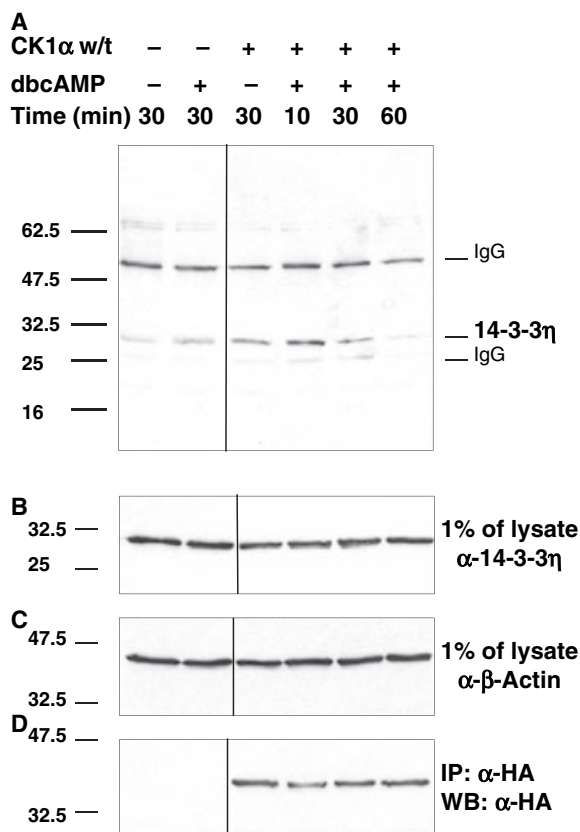 A
CK1α w/t – – + + + +
dbcAMP – + – + + +
Time (min) 30 30 30 10 30 60
62.5
IgG
47.5
32.5
14-3-3η
25
IgG
16
B
32.5
1% of lysate
α-14-3-3η
25
C
47.5
1% of lysate
α-β-Actin
32.5
D
47.5
IP: α-HA
WB: α-HA
32.5